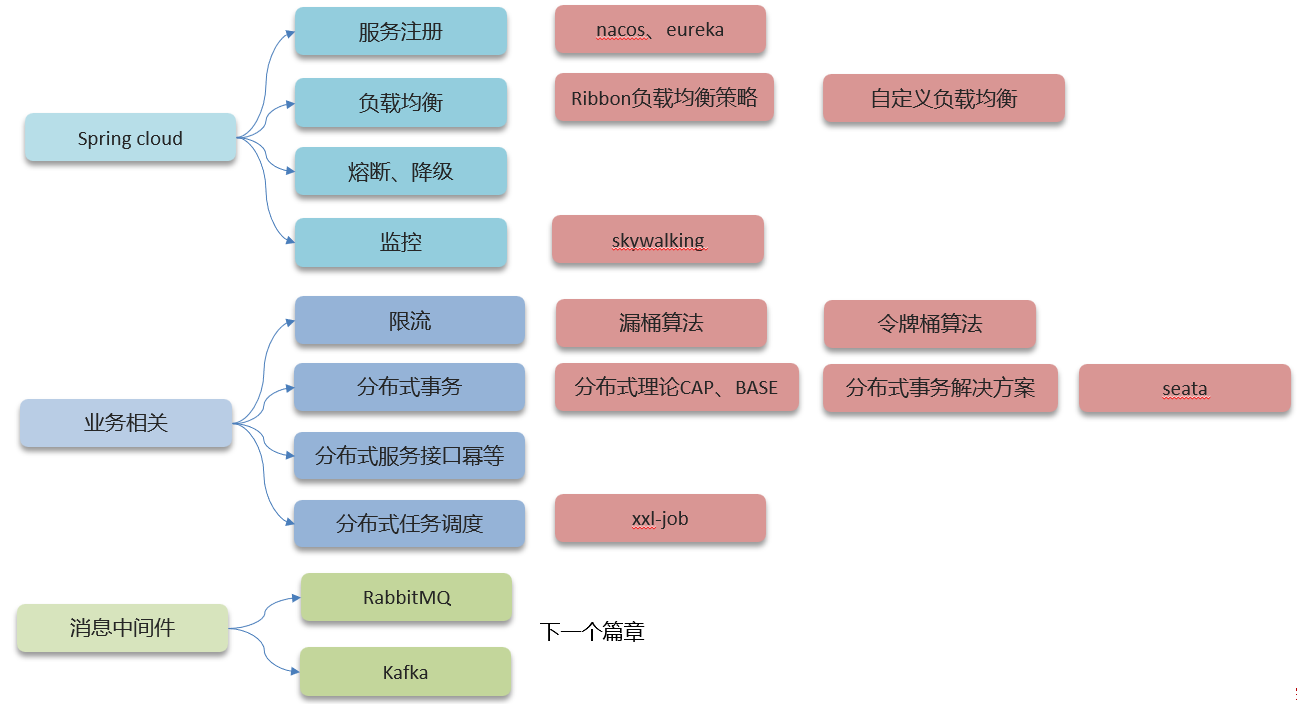 服务注册
nacos、eureka
负载均衡
Ribbon负载均衡策略
自定义负载均衡
Spring cloud
熔断、降级
监控
skywalking
限流
漏桶算法
令牌桶算法
分布式事务
分布式理论CAP、BASE
分布式事务解决方案
seata
业务相关
分布式服务接口幂等
分布式任务调度
xxl-job
RabbitMQ
消息中间件
下一个篇章
Kafka